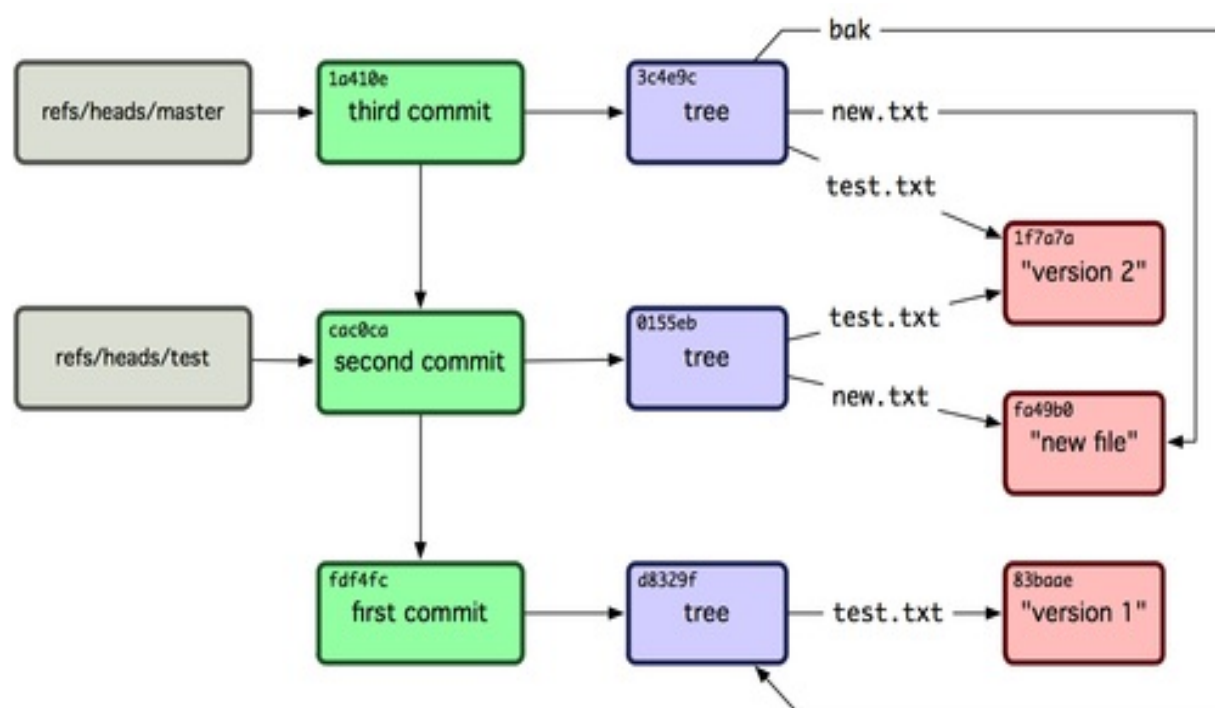 bak
refs/heads/master
1a410e
third commit
3c4e9c
tree
new.txt
test.txt
1f7a7a
"version 2"
refs/heads/test
cac0ca
second commit
0155eb
tree
test.txt
new.txt
fa49b0
"new file"
fdf4fc
first commit
d8329f
tree
test.txt
83baae
"version 1"